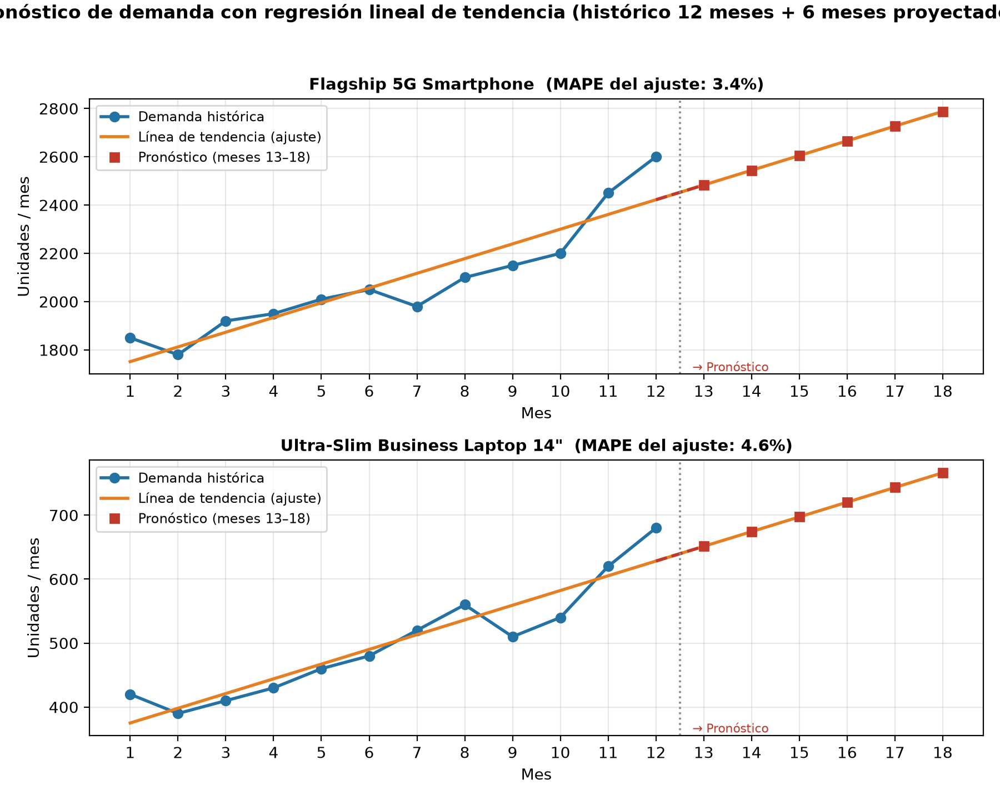 onóstico de demanda con regresión lineal de tendencia (histórico 12 meses + 6 meses proyectad
Flagship 5G Smartphone (MAPE del ajuste: 3.4%)
Demanda histórica
Línea de tendencia (ajuste)
Pronóstico (meses 13–18)
2800
2600
2400
2200
2000
1800
Unidades / mes
→ Pronóstico
1 2 3 4 5 6 7 8 9 10 11 12 13 14 15 16 17 18
Mes
Ultra-Slim Business Laptop 14" (MAPE del ajuste: 4.6%)
Demanda histórica
Línea de tendencia (ajuste)
Pronóstico (meses 13–18)
700
600
500
400
Unidades / mes
→ Pronóstico
1 2 3 4 5 6 7 8 9 10 11 12 13 14 15 16 17 18
Mes